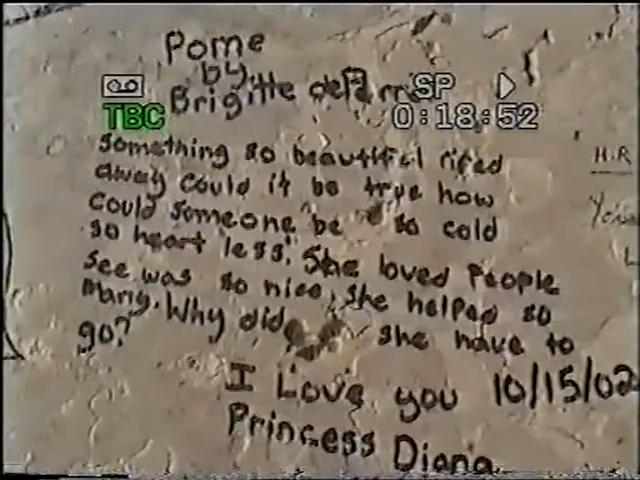 Pome
by
Brigitte
SP
TBC
0:18:52
Something so beautiful riped
away could it be true how
could someone be so cold
so heart less. She loved People
See was so nice, she helped so
Many. Why did she have to
go?
I Love you 10/15/02
Princess Diana
H.R